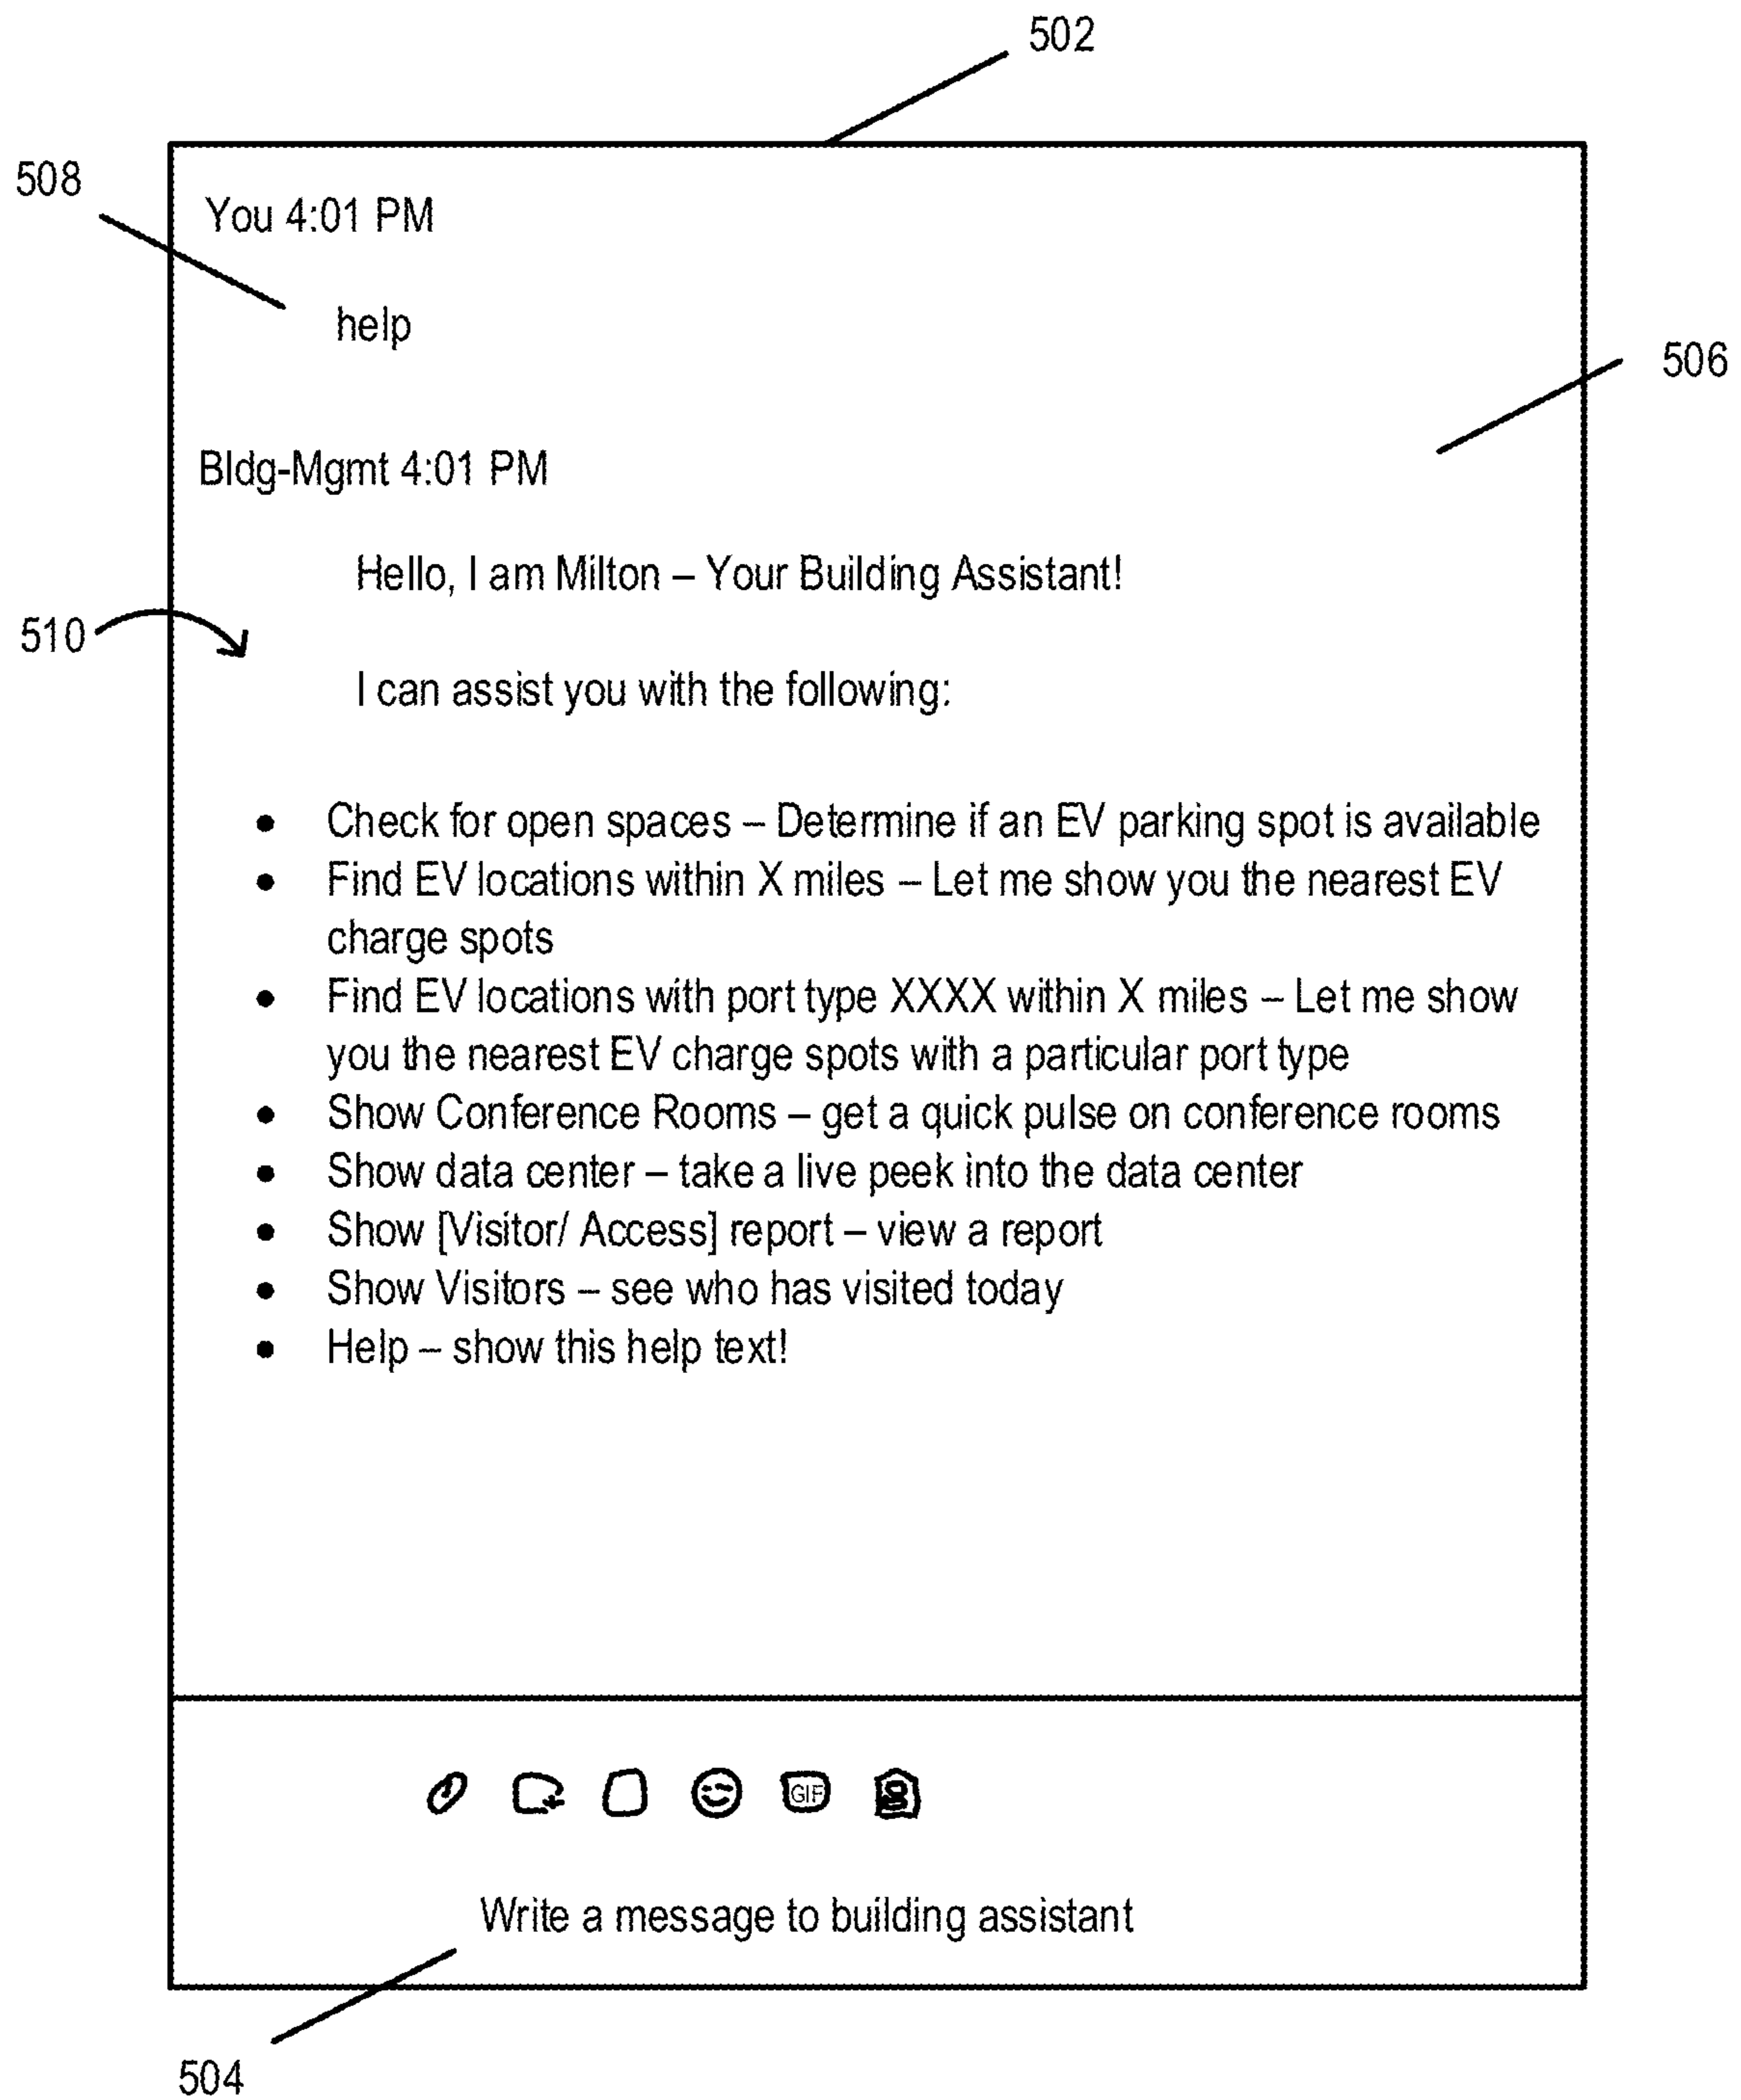 502
508
You 4:01 PM
help
506
Bldg-Mgmt 4:01 PM
Hello, I am Milton – Your Building Assistant!
510
I can assist you with the following:
• Check for open spaces – Determine if an EV parking spot is available
• Find EV locations within X miles – Let me show you the nearest EV
charge spots
• Find EV locations with port type XXXX within X miles – Let me show
you the nearest EV charge spots with a particular port type
• Show Conference Rooms – get a quick pulse on conference rooms
• Show data center – take a live peek into the data center
• Show [Visitor/ Access] report – view a report
• Show Visitors – see who has visited today
• Help – show this help text!
GIF
Write a message to building assistant
504